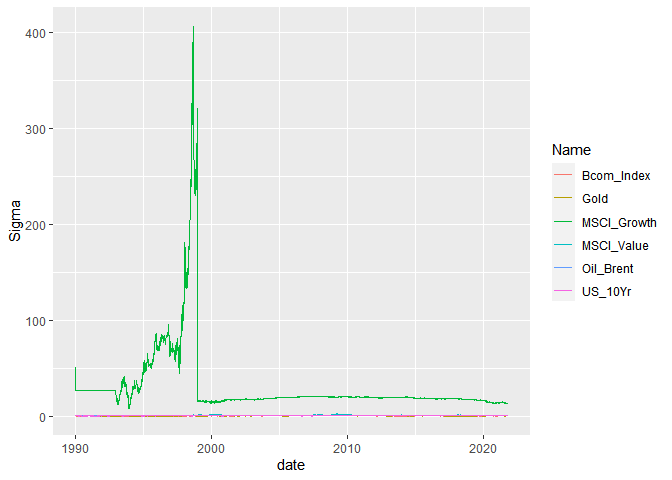 400
300
200
100
0
Sigma
1990
2000
2010
2020
date
Name
Bcom_Index
Gold
MSCI_Growth
MSCI_Value
Oil_Brent
US_10Yr